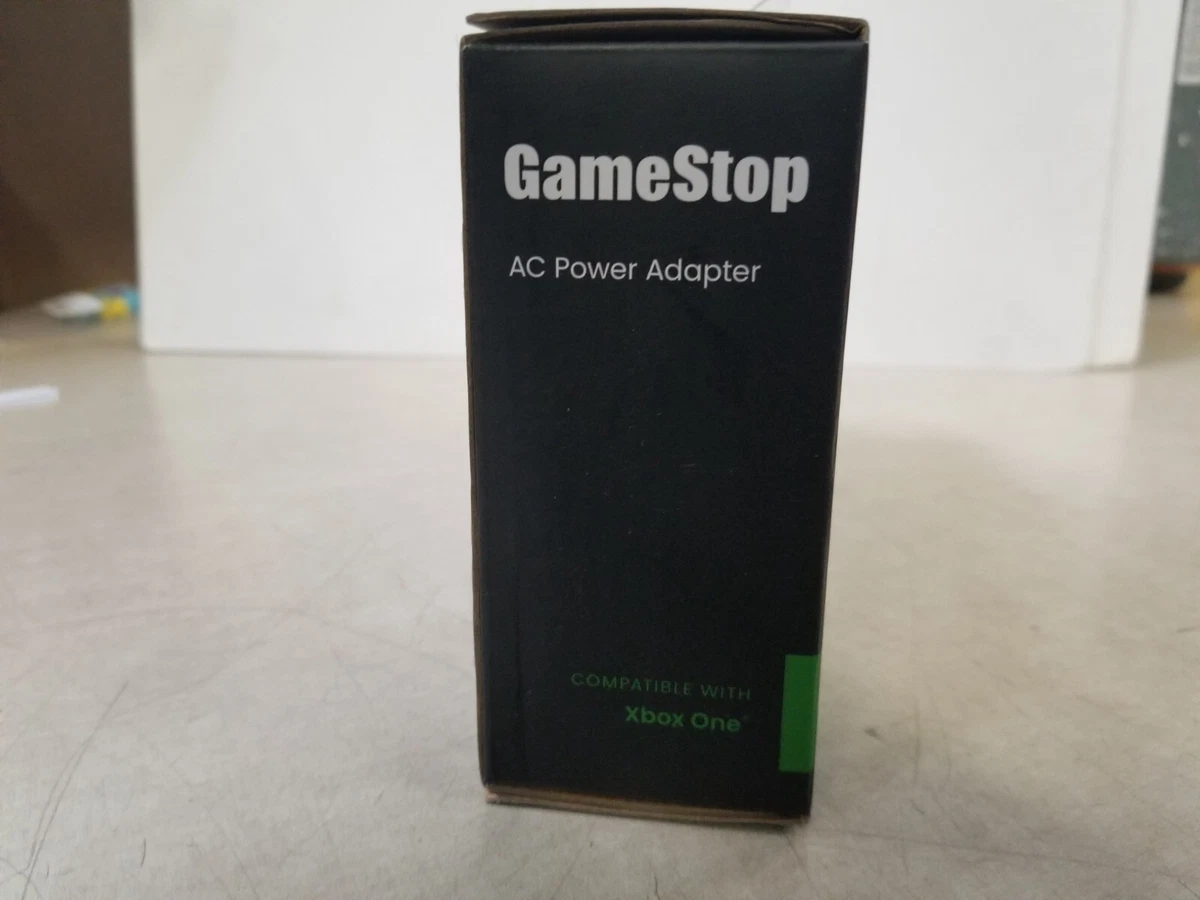 GameStop
AC Power Adapter
COMPATIBLE WITH
Xbox One